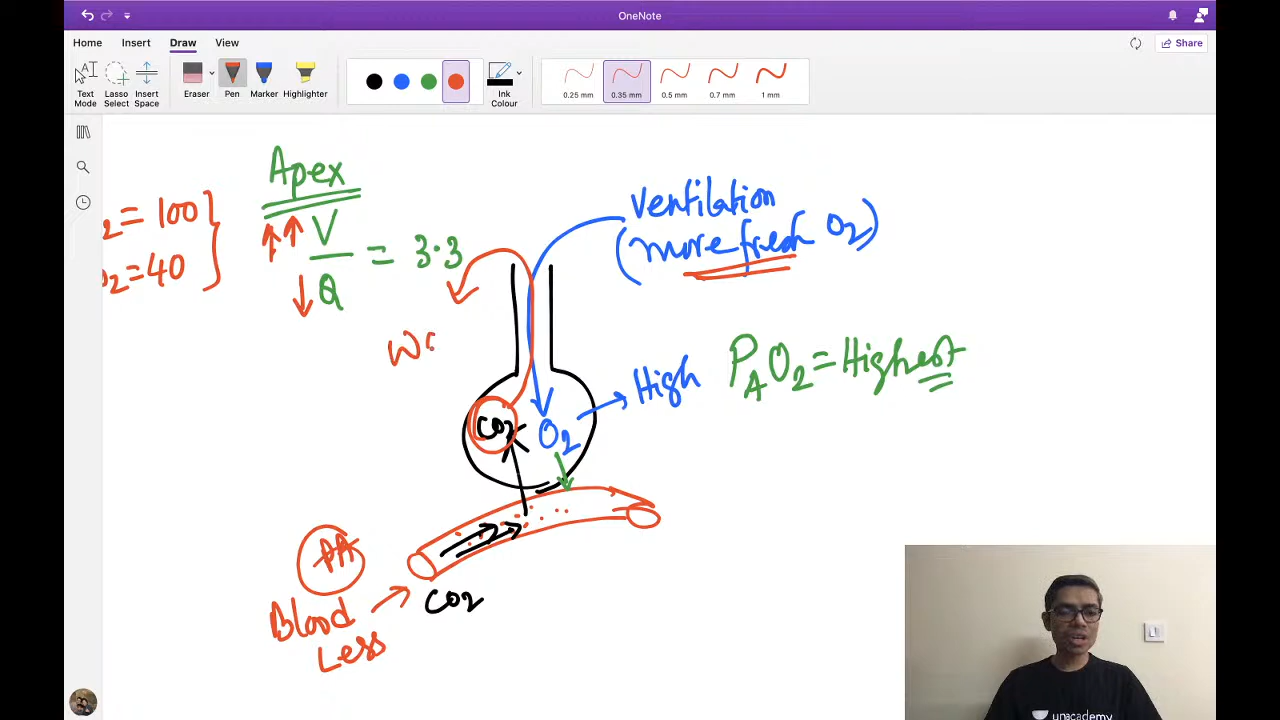 OneNote
Home Insert Draw View
Share
Text Mode
Lasso Select
Insert Space
Eraser
Pen
Marker
Highlighter
Ink Colour
0.25 mm
0.35 mm
0.5 mm
0.7 mm
1 mm
Apex
V
Q
= 3.3
2 = 100
O2 = 40
Ventilation
(more fresh O2)
High
PAO2 = Highest
CO2
O2
PA
Blood
Less
CO2
unacademy